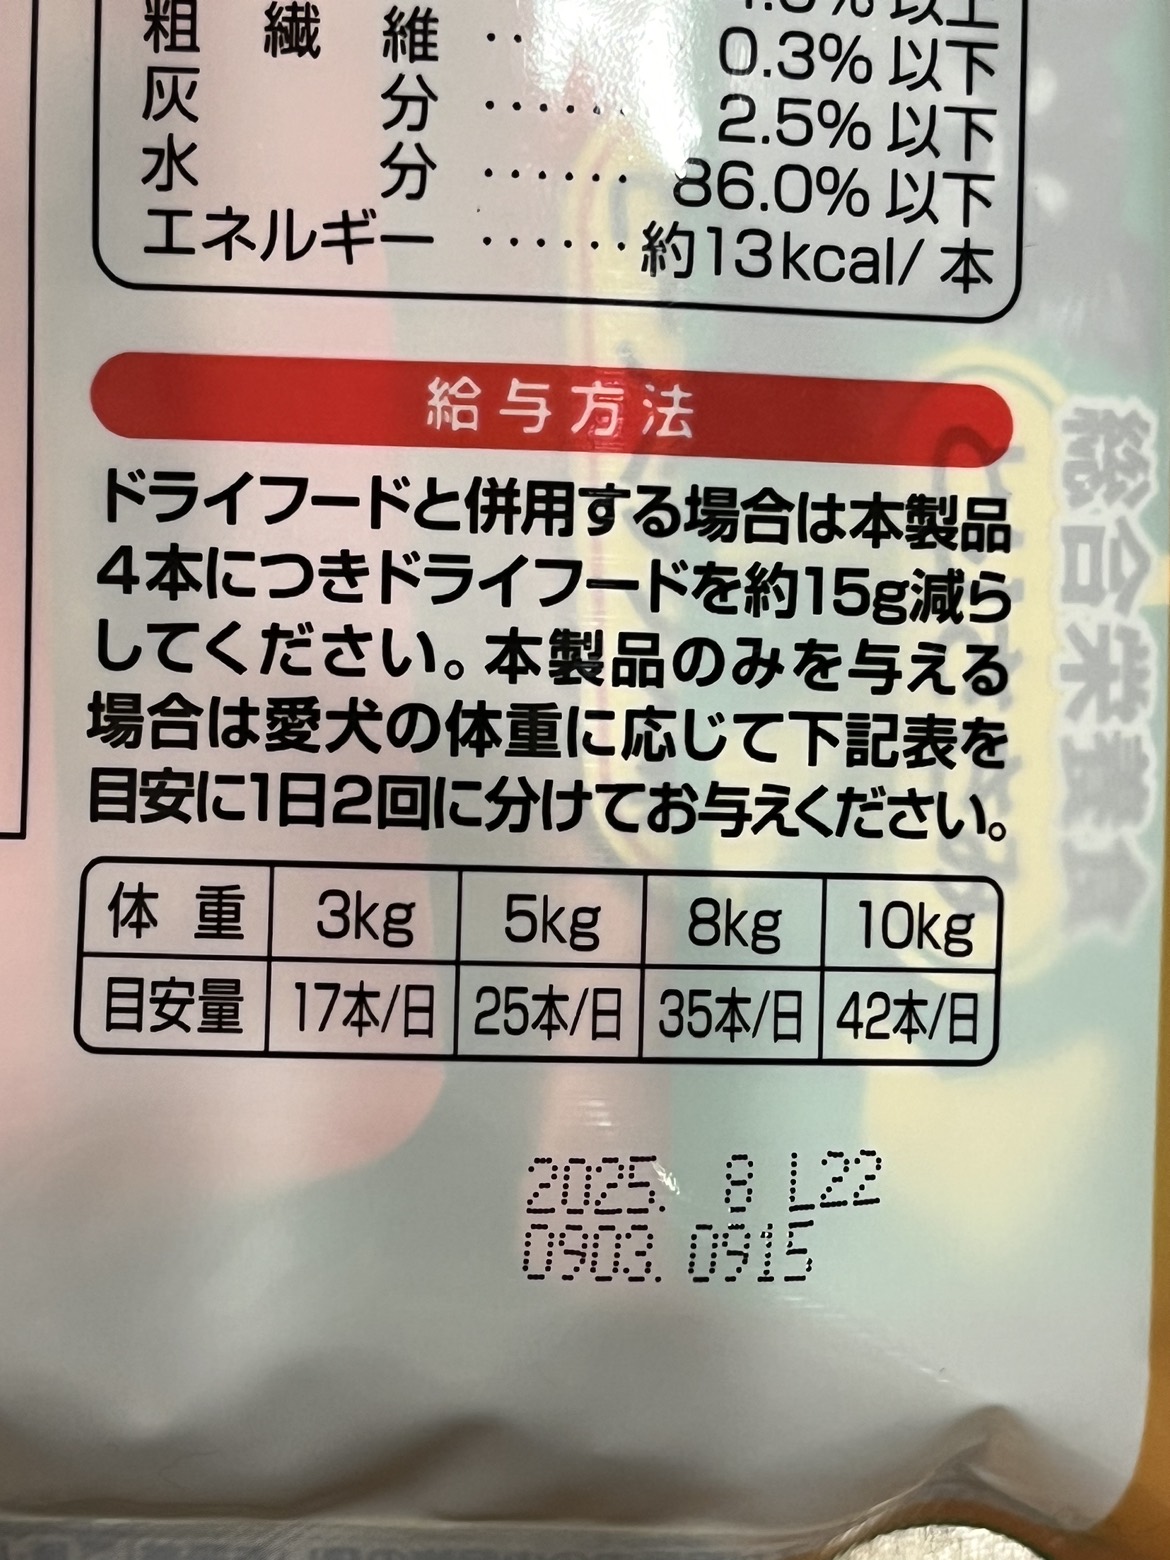 粗繊維‥ 0.3%以下
灰分…… 2.5%以下
水分…… 86.0%以下
エネルギー……約13kcal/本
給与方法
ドライフードと併用する場合は本製品
4本につきドライフードを約15g減ら
してください。本製品のみを与える
場合は愛犬の体重に応じて下記表を
目安に1日2回に分けてお与えください。
体重 3kg 5kg 8kg 10kg
目安量 17本/日 25本/日 35本/日 42本/日
2025. 8 L22
0903. 0915
総合栄養食